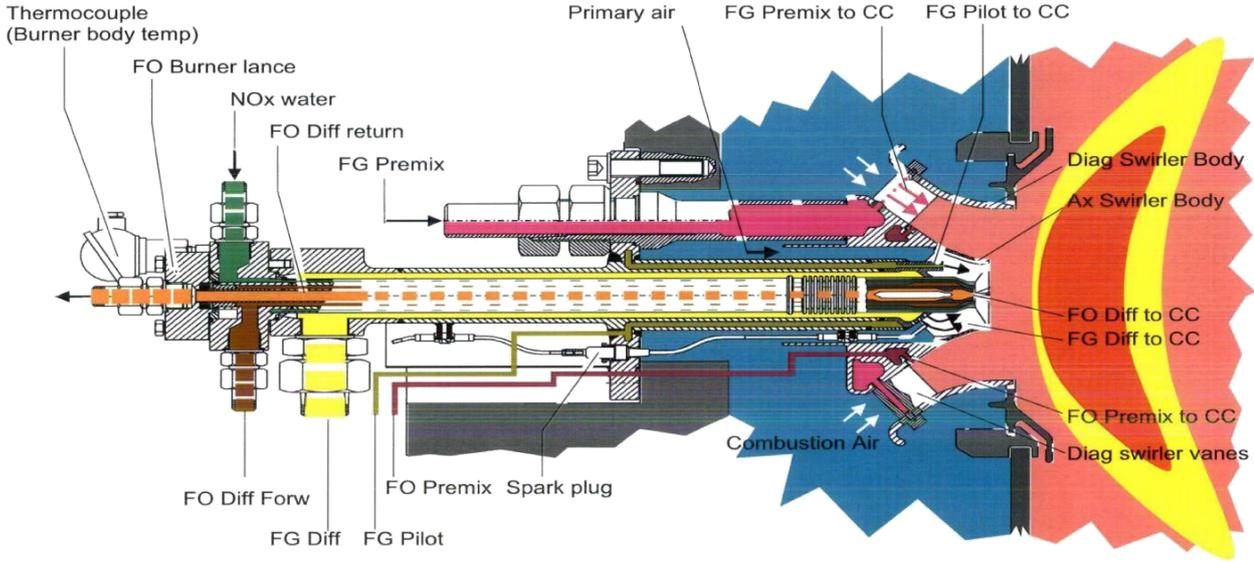 Thermocouple
(Burner body temp)
Primary air
FG Premix to CC
FG Pilot to CC
FO Burner lance
NOx water
FO Diff return
FG Premix
Diag Swirler Body
Ax Swirler Body
FO Diff to CC
FG Diff to CC
FO Premix to CC
Combustion Air
Diag swirler vanes
FO Diff Forw
FO Premix
Spark plug
FG Diff
FG Pilot